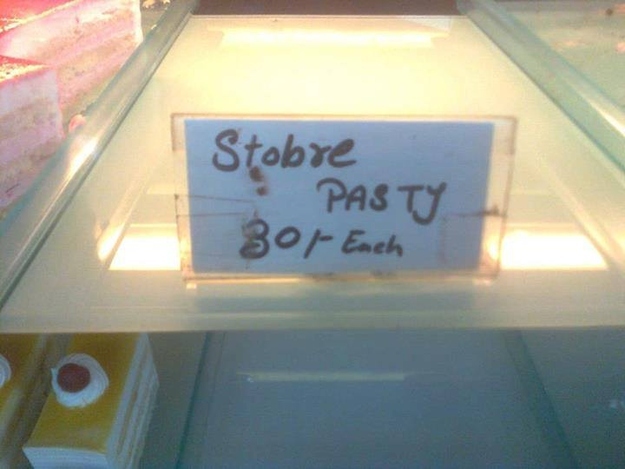 Stobre
PASTY
30/- Each